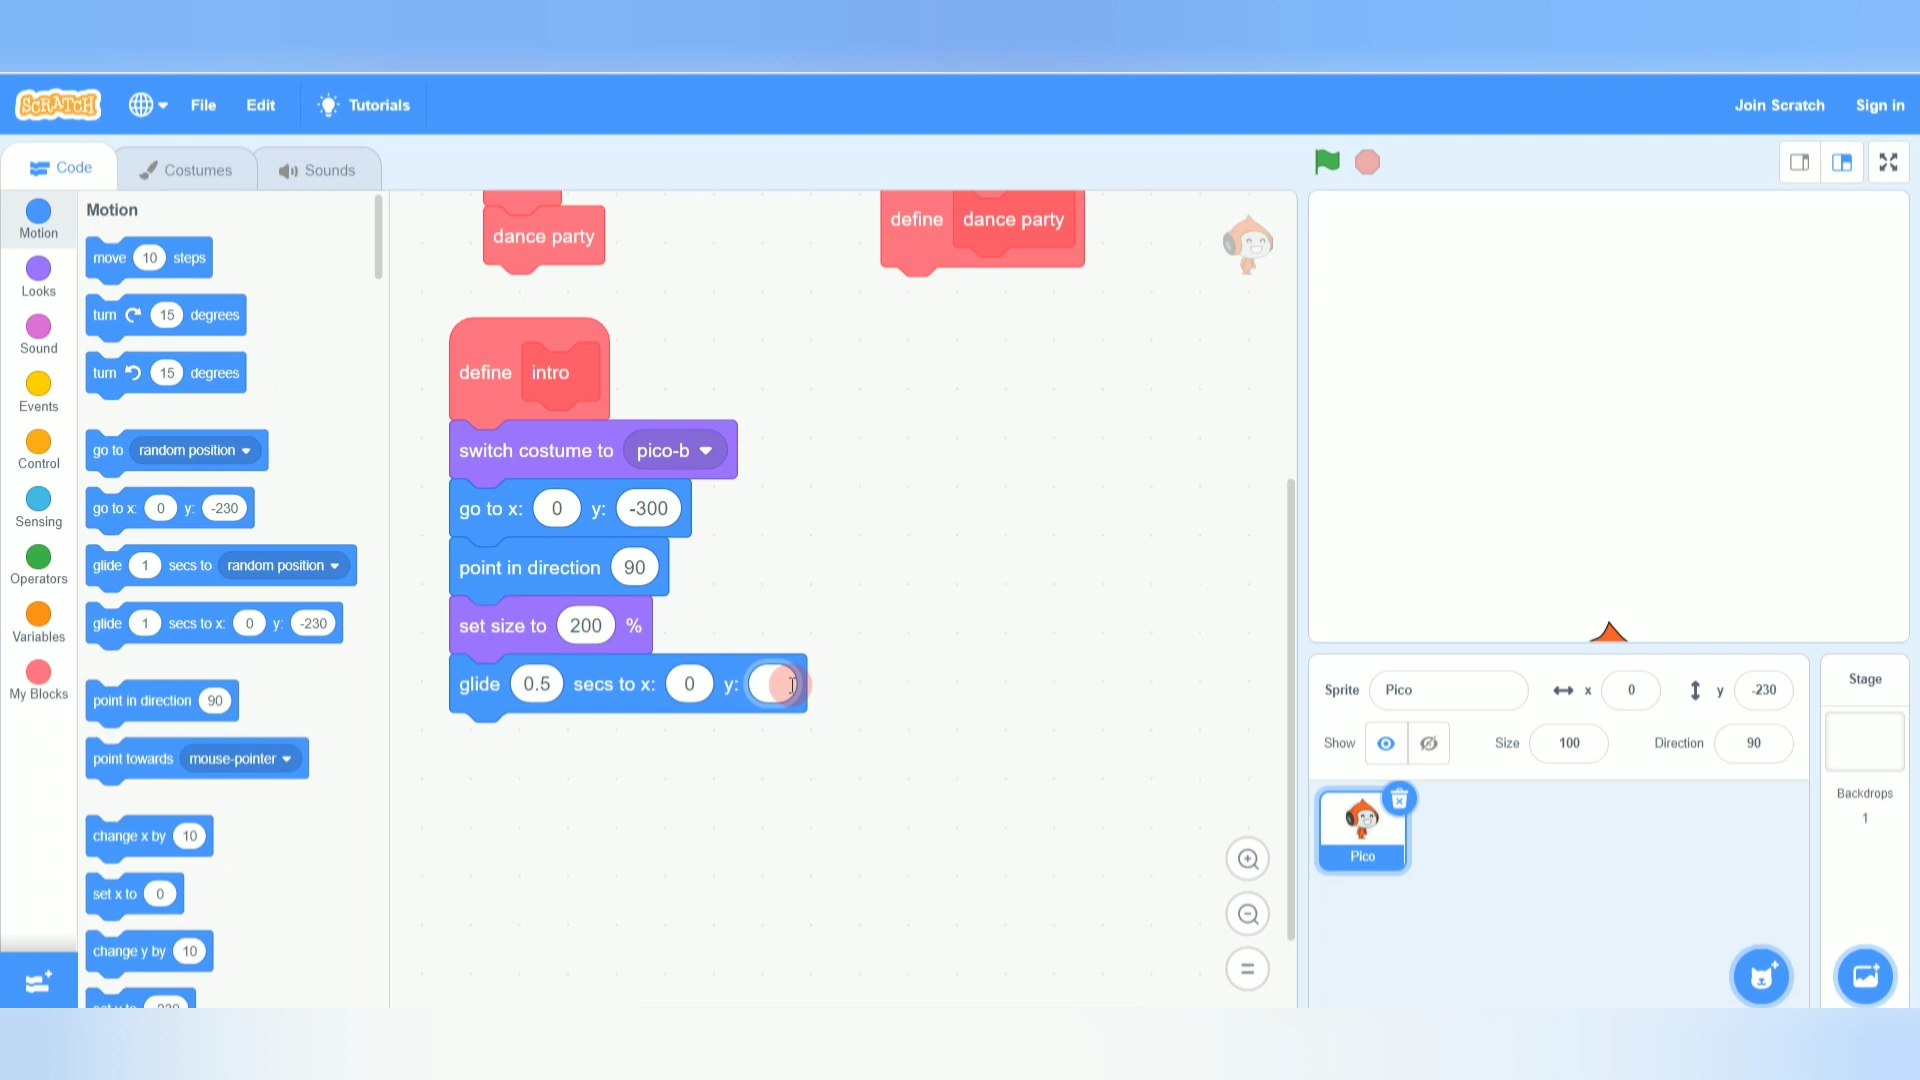 SCRATCH File Edit Tutorials Join Scratch Sign in
Code Costumes Sounds
Motion
Looks
Sound
Events
Control
Sensing
Operators
Variables
My Blocks
Motion
move 10 steps
turn 15 degrees
turn 15 degrees
go to random position
go to x: 0 y: -230
glide 1 secs to random position
glide 1 secs to x: 0 y: -230
point in direction 90
point towards mouse-pointer
change x by 10
set x to 0
change y by 10
dance party
define dance party
define intro
switch costume to pico-b
go to x: 0 y: -300
point in direction 90
set size to 200 %
glide 0.5 secs to x: 0 y:
Sprite Pico x 0 y -230
Show Size 100 Direction 90
Pico
Stage
Backdrops
1